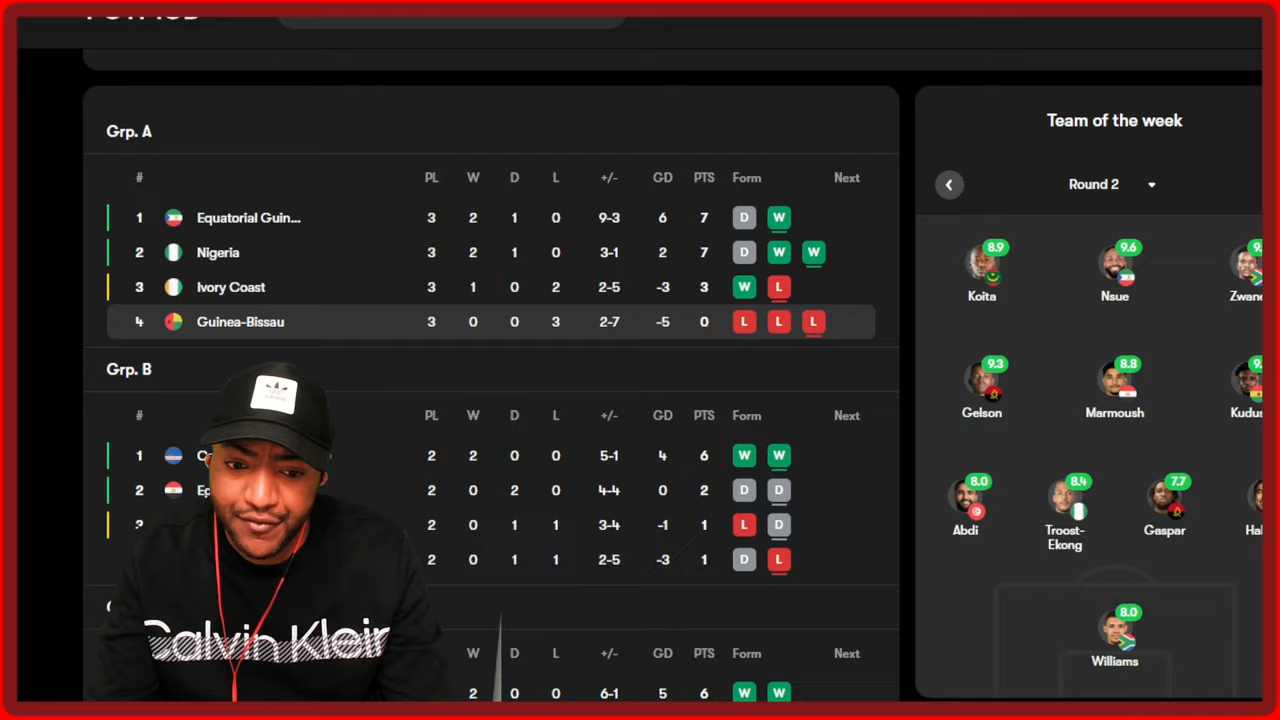 Grp. A
# PL W D L +/- GD PTS Form Next
1 Equatorial Guin... 3 2 1 0 9-3 6 7 D W
2 Nigeria 3 2 1 0 3-1 2 7 D W W
3 Ivory Coast 3 1 0 2 2-5 -3 3 W L
4 Guinea-Bissau 3 0 0 3 2-7 -5 0 L L L
Grp. B
# PL W D L +/- GD PTS Form Next
1 2 2 0 0 5-1 4 6 W W
2 2 0 2 0 4-4 0 2 D D
2 0 1 1 3-4 -1 1 L D
2 0 1 1 2-5 -3 1 D L
W D L +/- GD PTS Form Next
2 0 0 6-1 5 6 W W
Team of the week
Round 2
8.9 9.6
Koita Nsue Zwane
9.3 8.8
Gelson Marmoush Kudus
8.0 8.4 7.7
Abdi Troost-Ekong Gaspar
8.0
Williams
Calvin Klein